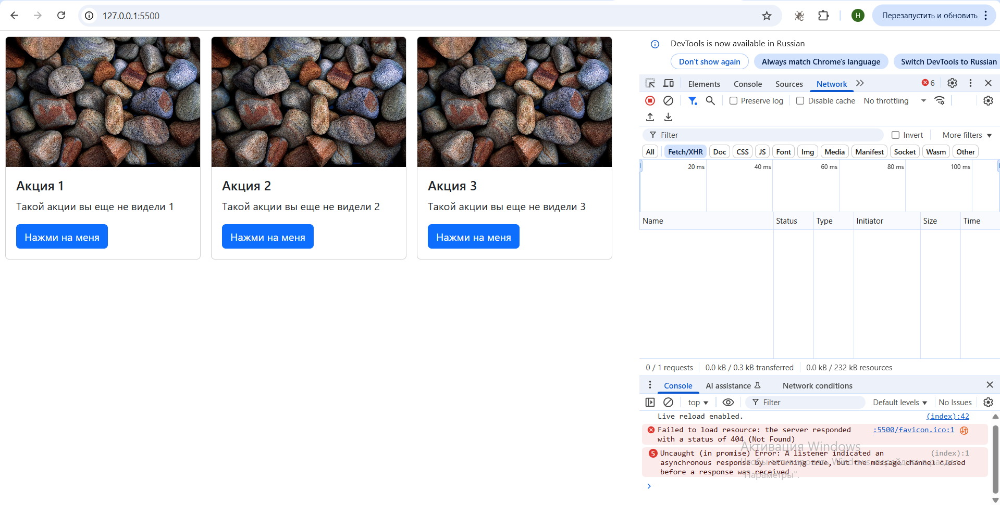 127.0.0.1:5500
H
Перезапустить и обновить
Акция 1
Такой акции вы еще не видели 1
Нажми на меня
Акция 2
Такой акции вы еще не видели 2
Нажми на меня
Акция 3
Такой акции вы еще не видели 3
Нажми на меня
DevTools is now available in Russian
Don't show again
Always match Chrome's language
Switch DevTools to Russian
Elements Console Sources Network 6
Preserve log Disable cache No throttling
Filter Invert More filters
All Fetch/XHR Doc CSS JS Font Img Media Manifest Socket Wasm Other
20 ms 40 ms 60 ms 80 ms 100 ms
Name Status Type Initiator Size Time
0 / 1 requests 0.0 kB / 0.3 kB transferred 0.0 kB / 232 kB resources
Console AI assistance Network conditions
top Filter Default levels No Issues
Live reload enabled. (index):42
Failed to load resource: the server responded :5500/favicon.ico:1
with a status of 404 (Not Found)
5 Uncaught (in promise) Error: A listener indicated an (index):1
asynchronous response by returning true, but the message channel closed
before a response was received
Активация Windows
Чтобы активировать Windows, перейдите в раздел
"Параметры".